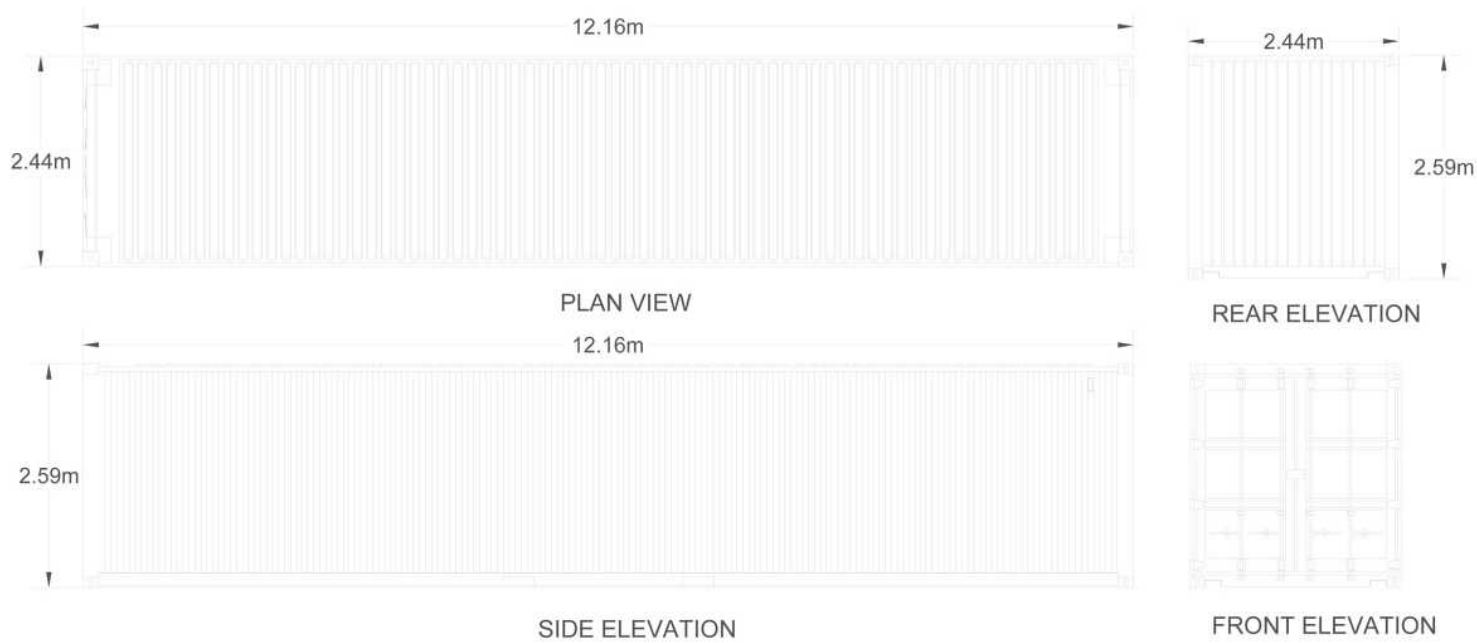 12.16m
2.44m
2.44m
2.59m
PLAN VIEW
REAR ELEVATION
12.16m
2.59m
SIDE ELEVATION
FRONT ELEVATION